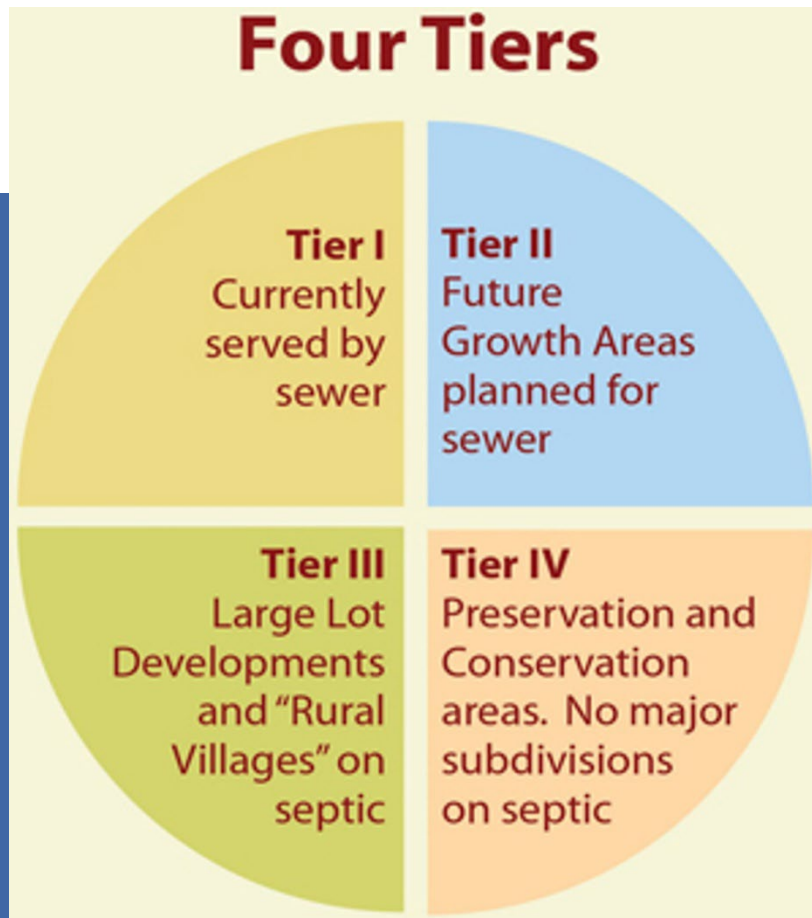 Four Tiers
Tier I
Currently
served by
sewer
Tier II
Future
Growth Areas
planned for
sewer
Tier III
Large Lot
Developments
and “Rural
Villages” on
septic
Tier IV
Preservation and
Conservation
areas. No major
subdivisions
on septic